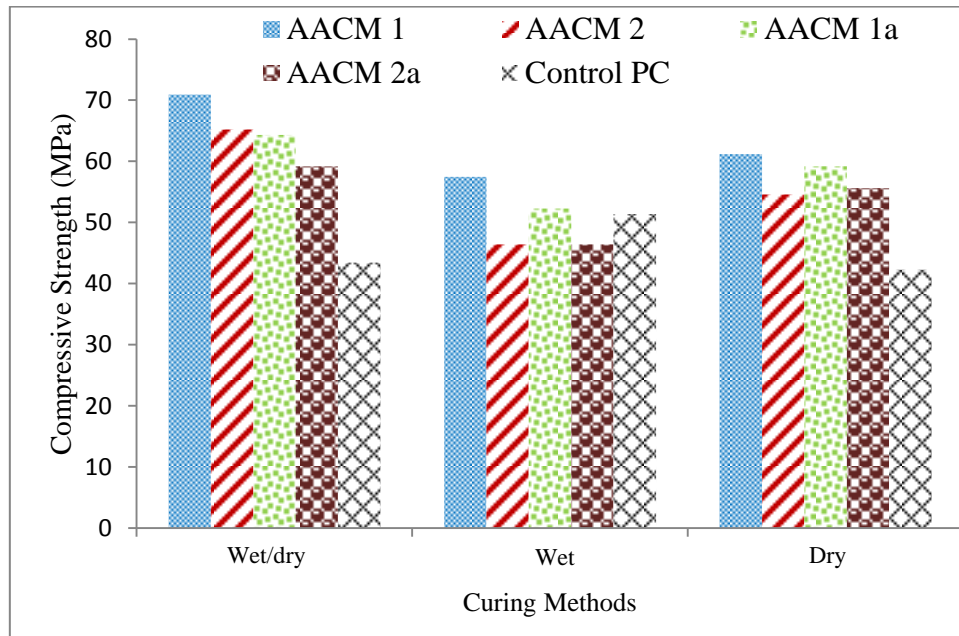 AACM 1 AACM 2 AACM 1a
AACM 2a Control PC
Compressive Strength (MPa)
80
70
60
50
40
30
20
10
0
Wet/dry Wet Dry
Curing Methods